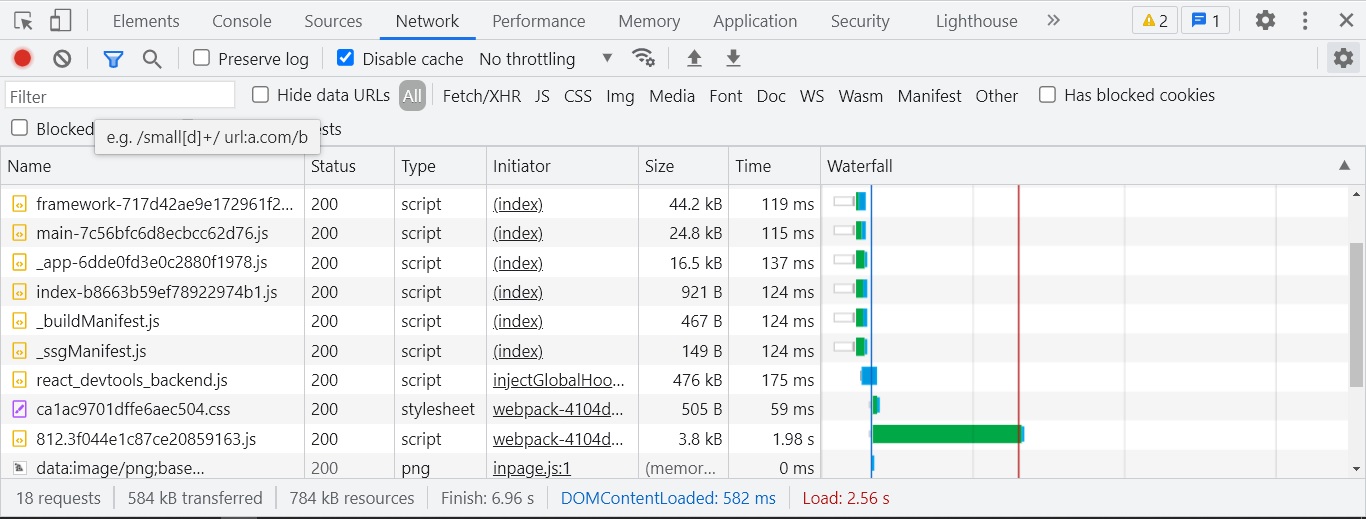 Elements Console Sources Network Performance Memory Application Security Lighthouse 2 1
Preserve log Disable cache No throttling
Filter Hide data URLs All Fetch/XHR JS CSS Img Media Font Doc WS Wasm Manifest Other Has blocked cookies
Blocked ests
e.g. /small[d]+/ url:a.com/b
Name Status Type Initiator Size Time Waterfall
framework-717d42ae9e172961f2... 200 script (index) 44.2 kB 119 ms
main-7c56bfc6d8ecbcc62d76.js 200 script (index) 24.8 kB 115 ms
_app-6dde0fd3e0c2880f1978.js 200 script (index) 16.5 kB 137 ms
index-b8663b59ef78922974b1.js 200 script (index) 921 B 124 ms
_buildManifest.js 200 script (index) 467 B 124 ms
_ssgManifest.js 200 script (index) 149 B 124 ms
react_devtools_backend.js 200 script injectGlobalHoo... 476 kB 175 ms
ca1ac9701dffe6aec504.css 200 stylesheet webpack-4104d... 505 B 59 ms
812.3f044e1c87ce20859163.js 200 script webpack-4104d... 3.8 kB 1.98 s
data:image/png;base... 200 png inpage.js:1 (memor... 0 ms
18 requests 584 kB transferred 784 kB resources Finish: 6.96 s DOMContentLoaded: 582 ms Load: 2.56 s